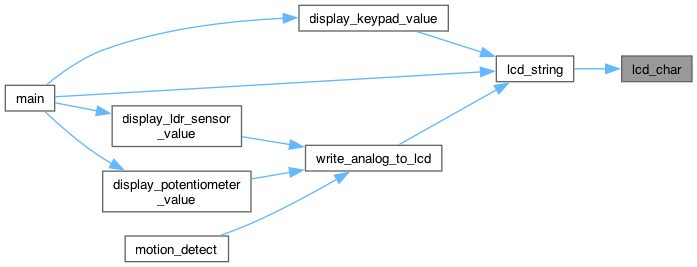 display_keypad_value
lcd_string
lcd_char
main
display_ldr_sensor
_value
write_analog_to_lcd
display_potentiometer
_value
motion_detect